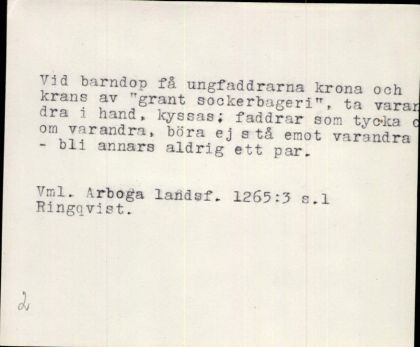 Vid barndop få ungfaddrarna krona och
krans av "grant sockerbageri", ta varan
dra i hand, kyssas; faddrar som tycka
om varandra, böra ej stå emot varandra
- bli annars aldrig ett par.
Vml. Arboga landsf. 1265:3 s.1
Ringqvist.
2